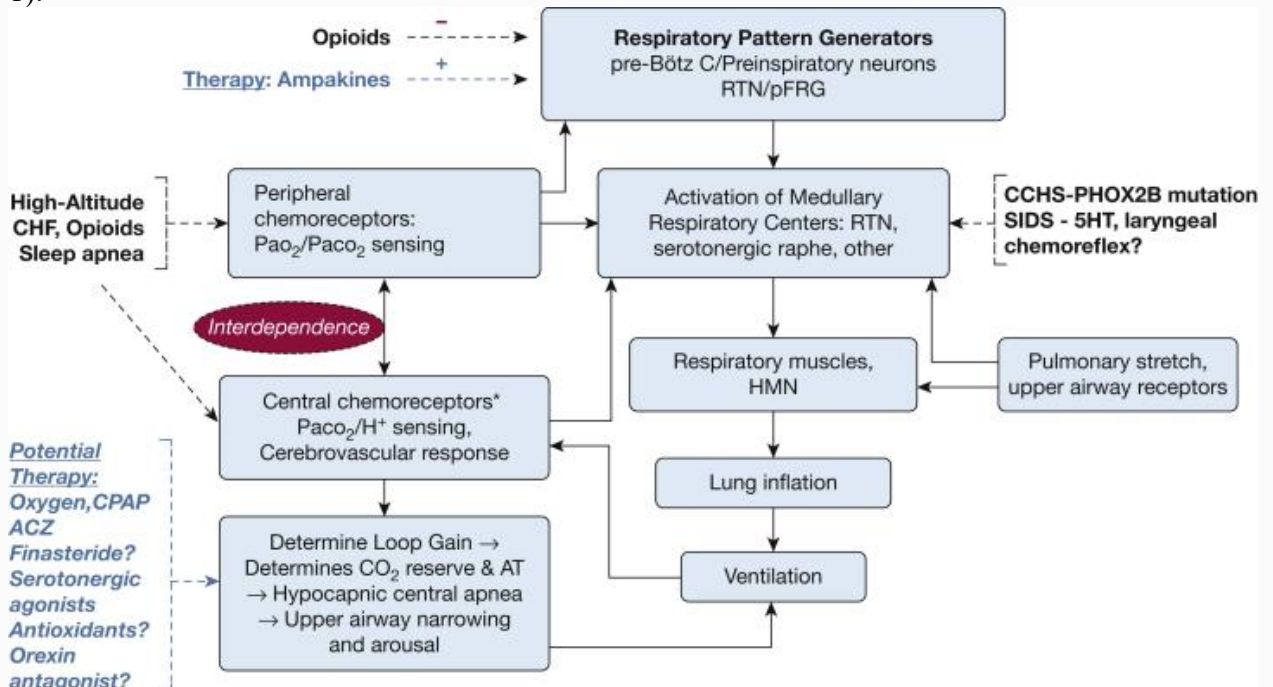 Opioids
−
Therapy: Ampakines
+
Respiratory Pattern Generators
pre-Bötz C/Preinspiratory neurons
RTN/pFRG
High-Altitude
CHF, Opioids
Sleep apnea
Peripheral
chemoreceptors:
Pao₂/Paco₂ sensing
Activation of Medullary
Respiratory Centers: RTN,
serotonergic raphe, other
CCHS-PHOX2B mutation
SIDS - 5HT, laryngeal
chemoreflex?
Interdependence
Respiratory muscles,
HMN
Pulmonary stretch,
upper airway receptors
Central chemoreceptors*
Paco₂/H⁺ sensing,
Cerebrovascular response
Lung inflation
Potential
Therapy:
Oxygen,CPAP
ACZ
Finasteride?
Serotonergic
agonists
Antioxidants?
Orexin
antagonist?
Determine Loop Gain →
Determines CO₂ reserve & AT
→ Hypocapnic central apnea
→ Upper airway narrowing
and arousal
Ventilation